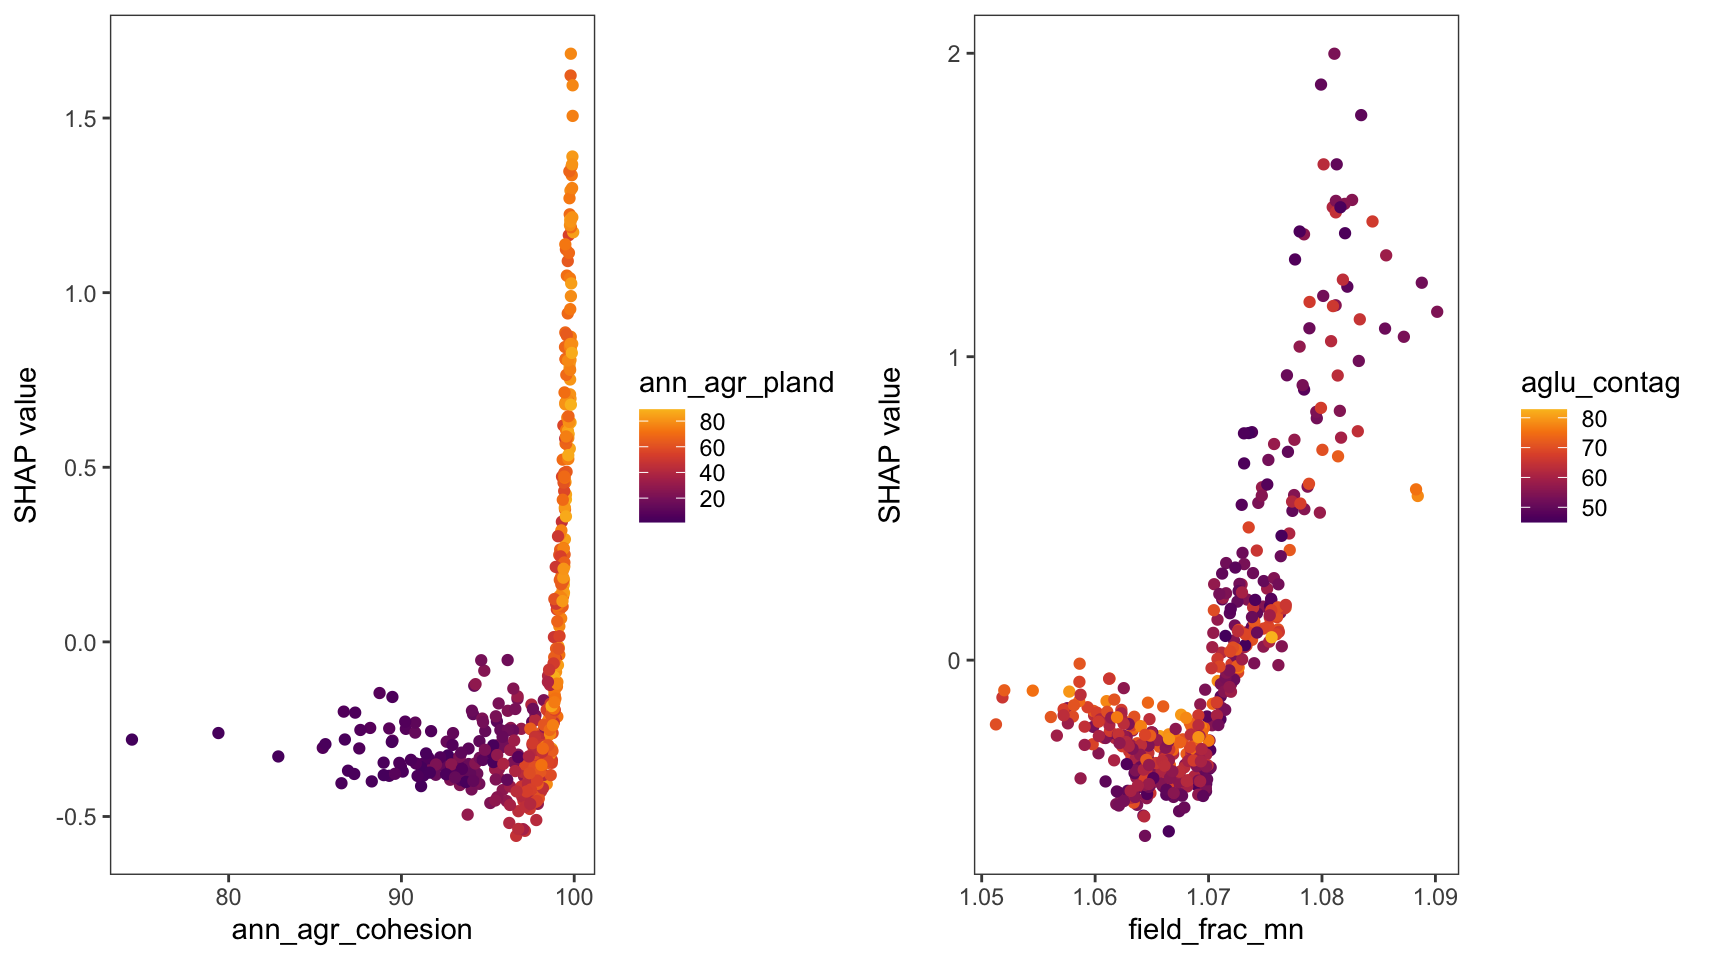 SHAP value
1.5
1.0
0.5
0.0
-0.5
80 90 100
ann_agr_cohesion
ann_agr_pland
80
60
40
20
SHAP value
2
1
0
1.05 1.06 1.07 1.08 1.09
field_frac_mn
aglu_contag
80
70
60
50